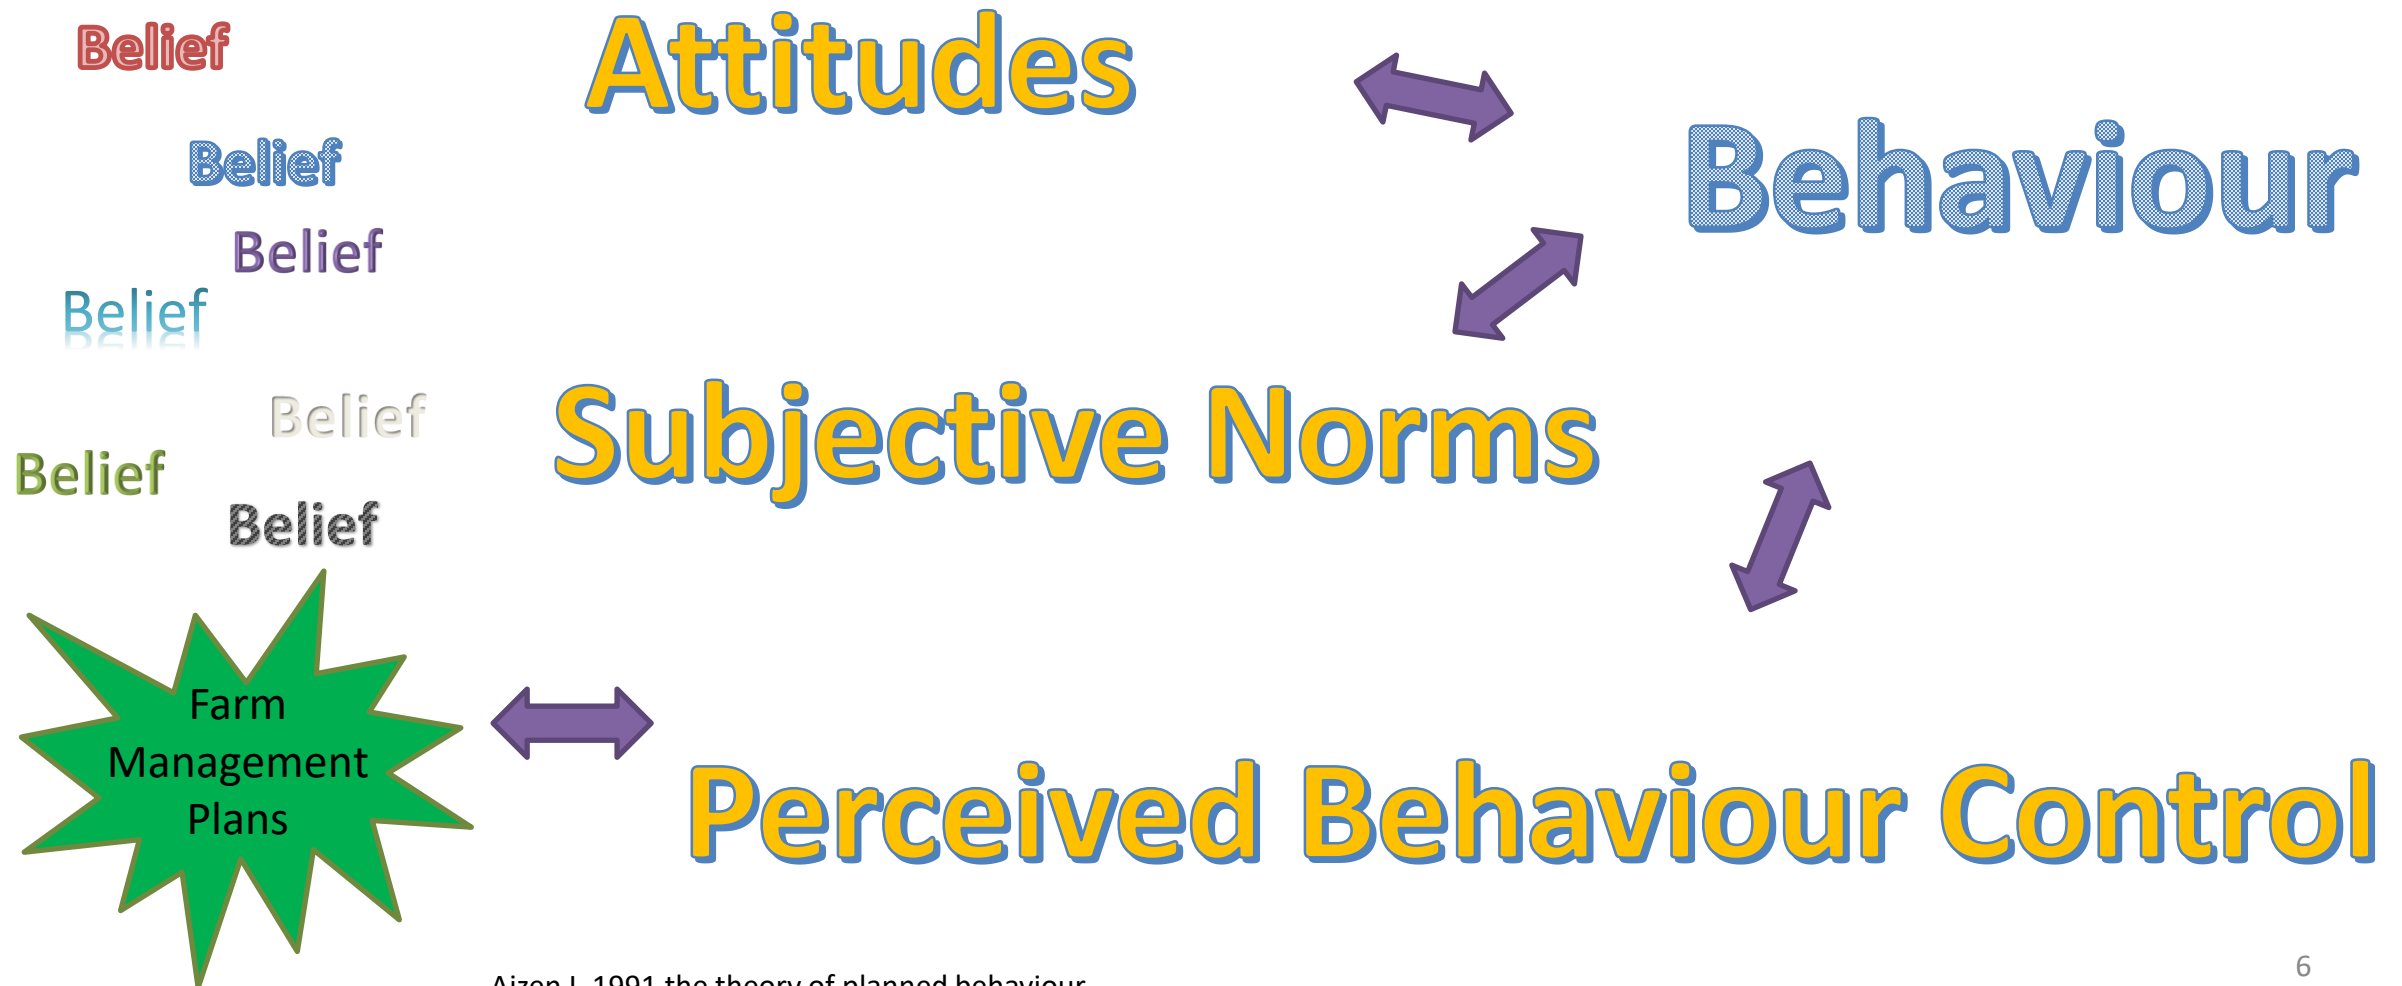 Belief
Attitudes
Belief
Behaviour
Belief
Belief
Belief
Subjective Norms
Belief
Belief
Farm
Management
Plans
Perceived Behaviour Control
Ajzen I. 1991 the theory of planned behaviour
6